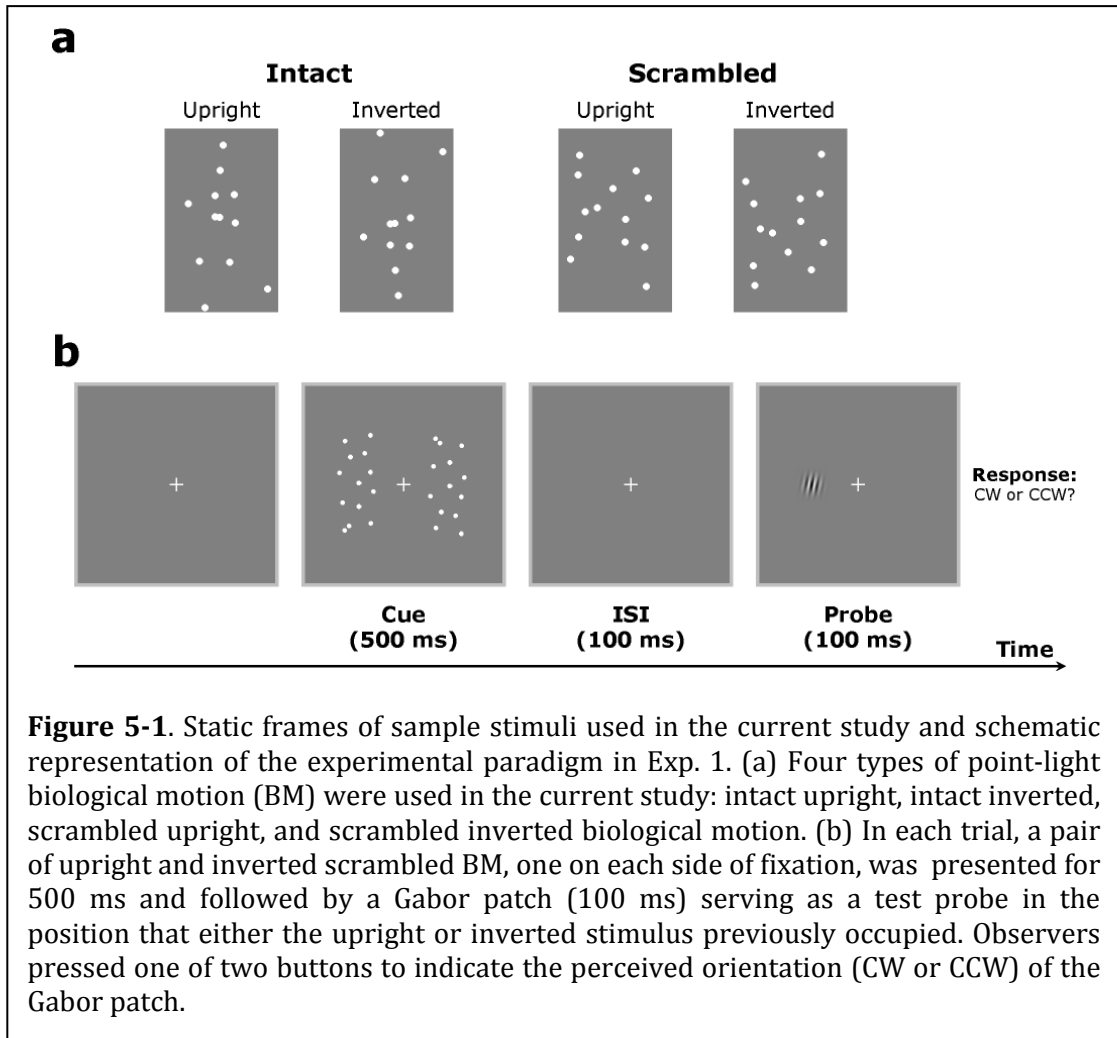 a
Intact Scrambled
Upright Inverted Upright Inverted
b
Response:
CW or CCW?
Cue ISI Probe
(500 ms) (100 ms) (100 ms)
Time
Figure 5-1. Static frames of sample stimuli used in the current study and schematic
representation of the experimental paradigm in Exp. 1. (a) Four types of point-light
biological motion (BM) were used in the current study: intact upright, intact inverted,
scrambled upright, and scrambled inverted biological motion. (b) In each trial, a pair
of upright and inverted scrambled BM, one on each side of fixation, was presented for
500 ms and followed by a Gabor patch (100 ms) serving as a test probe in the
position that either the upright or inverted stimulus previously occupied. Observers
pressed one of two buttons to indicate the perceived orientation (CW or CCW) of the
Gabor patch.